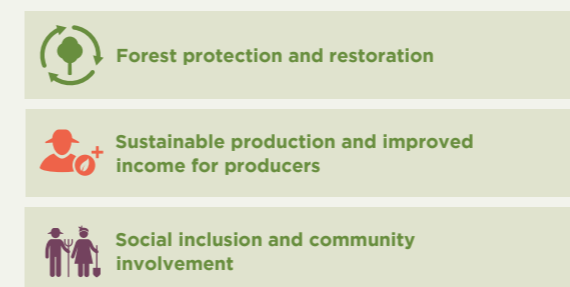 Forest protection and restoration
Sustainable production and improved
income for producers
Social inclusion and community
involvement